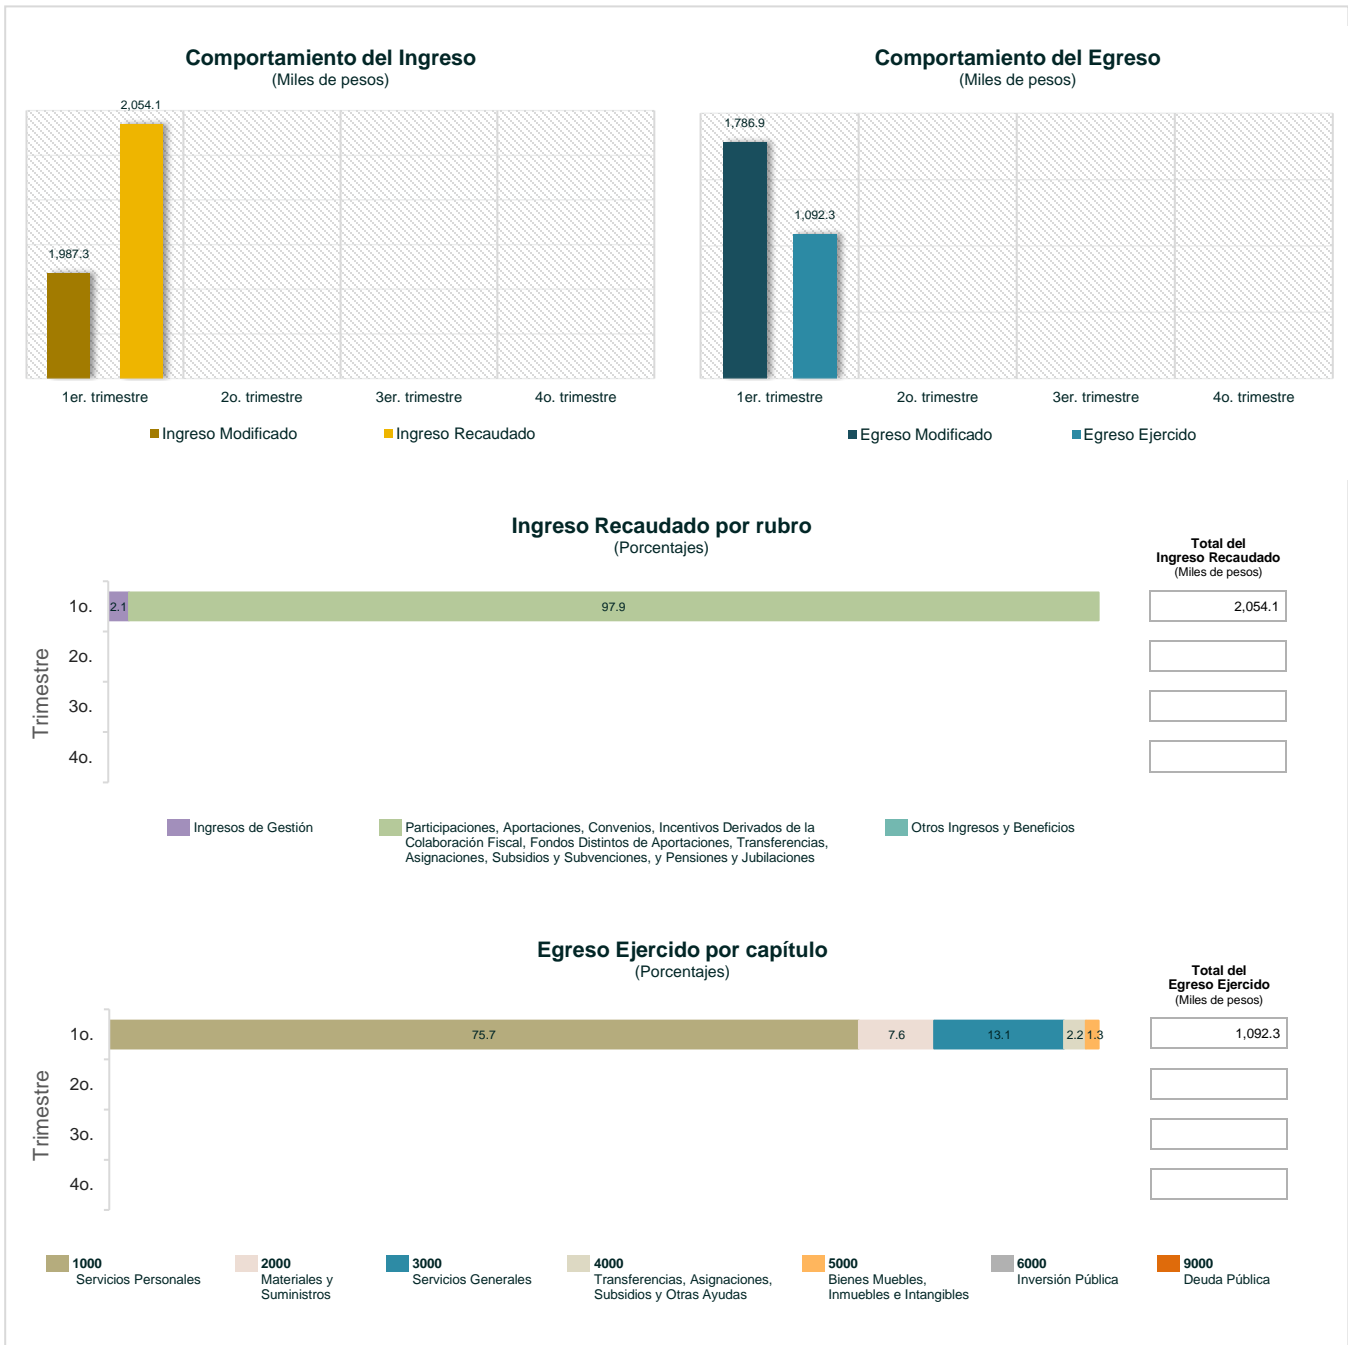 Comportamiento del Ingreso
(Miles de pesos)
2,054.1
1,987.3
1er. trimestre 2o. trimestre 3er. trimestre 4o. trimestre
Ingreso Modificado Ingreso Recaudado
Comportamiento del Egreso
(Miles de pesos)
1,786.9
1,092.3
1er. trimestre 2o. trimestre 3er. trimestre 4o. trimestre
Egreso Modificado Egreso Ejercido
Ingreso Recaudado por rubro
(Porcentajes)
Total del
Ingreso Recaudado
(Miles de pesos)
Trimestre
1o. 2.1 97.9 2,054.1
2o.
3o.
4o.
Ingresos de Gestión
Participaciones, Aportaciones, Convenios, Incentivos Derivados de la
Colaboración Fiscal, Fondos Distintos de Aportaciones, Transferencias,
Asignaciones, Subsidios y Subvenciones, y Pensiones y Jubilaciones
Otros Ingresos y Beneficios
Egreso Ejercido por capítulo
(Porcentajes)
Total del
Egreso Ejercido
(Miles de pesos)
Trimestre
1o. 75.7 7.6 13.1 2.2 1.3 1,092.3
2o.
3o.
4o.
1000
Servicios Personales
2000
Materiales y
Suministros
3000
Servicios Generales
4000
Transferencias, Asignaciones,
Subsidios y Otras Ayudas
5000
Bienes Muebles,
Inmuebles e Intangibles
6000
Inversión Pública
9000
Deuda Pública